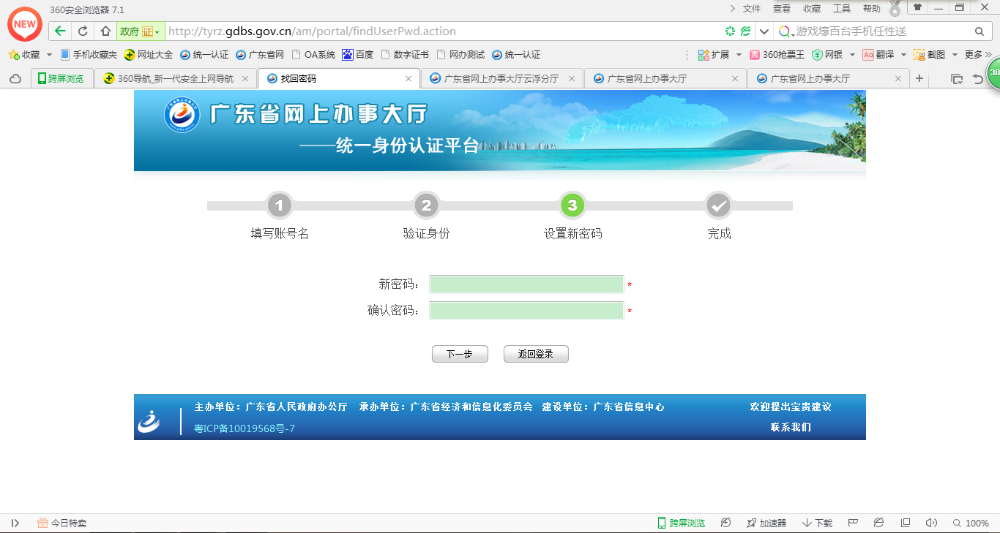 360安全浏览器 7.1
文件 查看 收藏 工具 帮助
NEW
政府 证 http://tyrz.gdbs.gov.cn/am/portal/findUserPwd.action
游戏壕百台手机任性送
收藏 手机收藏夹 网址大全 统一认证 广东省网 OA系统 百度 数字证书 网办测试 统一认证
扩展 360抢票王 网银 Aa 翻译 截图 更多 »
跨屏浏览 360导航_新一代安全上网导航 找回密码 广东省网上办事大厅云浮分厅 广东省网上办事大厅 广东省网上办事大厅
38
广东省网上办事大厅
——统一身份认证平台
1 2 3
填写账号名 验证身份 设置新密码 完成
新密码： *
确认密码： *
下一步 返回登录
主办单位：广东省人民政府办公厅 承办单位：广东省经济和信息化委员会 建设单位：广东省信息中心 欢迎提出宝贵建议
粤ICP备10019568号-7 联系我们
今日特卖 跨屏浏览 加速器 下载 100%